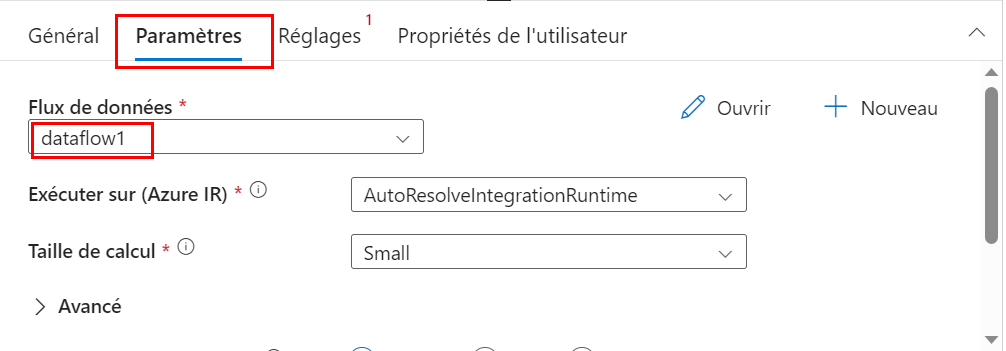 Général Paramètres Réglages 1 Propriétés de l'utilisateur
Flux de données * Ouvrir Nouveau
dataflow1
Exécuter sur (Azure IR) * AutoResolveIntegrationRuntime
Taille de calcul * Small
Avancé